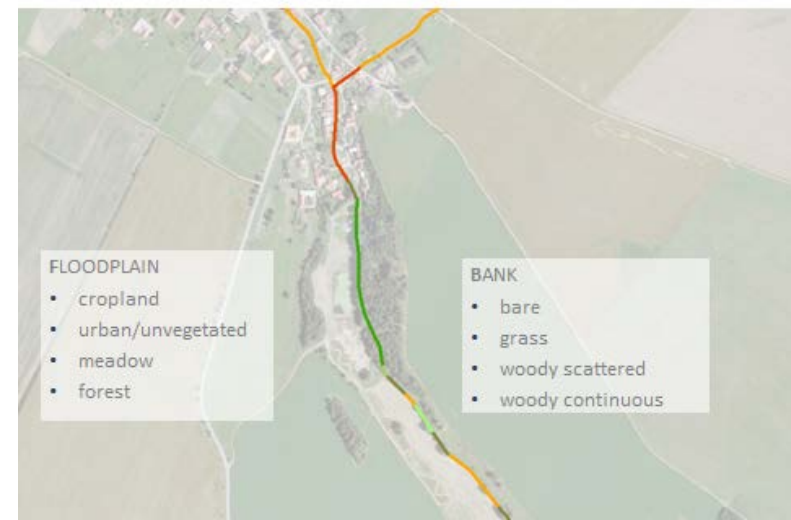 FLOODPLAIN
• cropland
• urban/unvegetated
• meadow
• forest
BANK
• bare
• grass
• woody scattered
• woody continuous